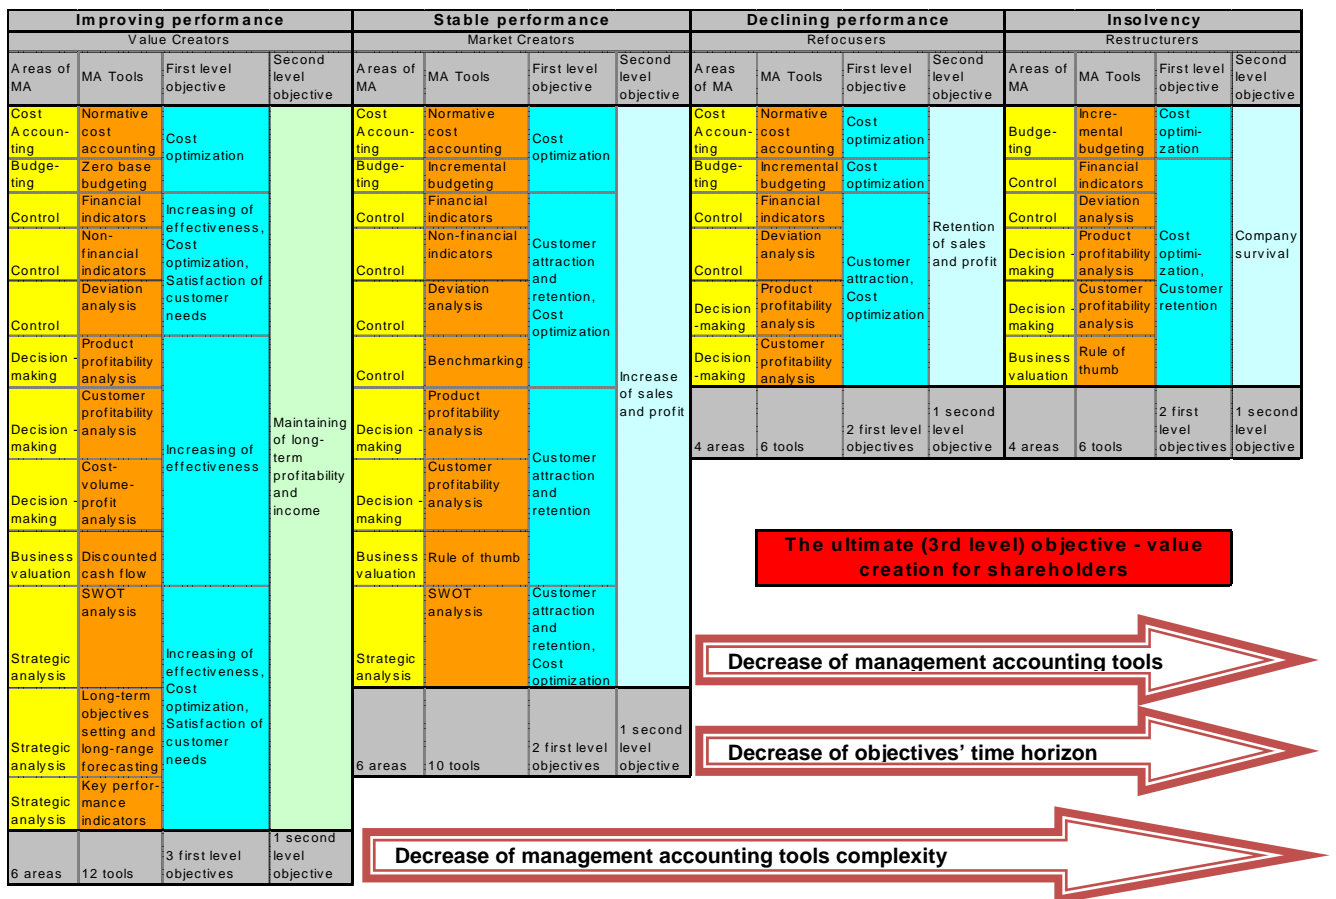 Improving performance
Value Creators
Areas of
MA
MA Tools
First level
objective
Second
level
objective
Cost
Accoun-
ting
Normative
cost
accounting
Cost
optimization
Budge-
ting
Zero base
budgeting
Control
Financial
indicators
Increasing of
effectiveness,
Cost
optimization,
Satisfaction of
customer
needs
Control
Non-
financial
indicators
Control
Deviation
analysis
Decision -
making
Product
profitability
analysis
Increasing of
effectiveness
Decision -
making
Customer
profitability
analysis
Decision -
making
Cost-
volume-
profit
analysis
Business
valuation
Discounted
cash flow
Strategic
analysis
SWOT
analysis
Increasing of
effectiveness,
Cost
optimization,
Satisfaction of
customer
needs
Strategic
analysis
Long-term
objectives
setting and
long-range
forecasting
Strategic
analysis
Key perfor-
mance
indicators
Maintaining
of long-
term
profitability
and
income
6 areas
12 tools
3 first level
objectives
1 second
level
objective
Stable performance
Market Creators
Areas of
MA
MA Tools
First level
objective
Second
level
objective
Cost
Accoun-
ting
Normative
cost
accounting
Cost
optimization
Budge-
ting
Incremental
budgeting
Control
Financial
indicators
Customer
attraction
and
retention,
Cost
optimization
Control
Non-financial
indicators
Control
Deviation
analysis
Control
Benchmarking
Decision -
making
Product
profitability
analysis
Customer
attraction
and
retention
Decision -
making
Customer
profitability
analysis
Business
valuation
Rule of thumb
Strategic
analysis
SWOT
analysis
Customer
attraction
and
retention,
Cost
optimization
Increase
of sales
and profit
6 areas
10 tools
2 first level
objectives
1 second
level
objective
Declining performance
Refocusers
Areas
of MA
MA Tools
First level
objective
Second
level
objective
Cost
Accoun-
ting
Normative
cost
accounting
Cost
optimization
Budge-
ting
Incremental
budgeting
Cost
optimization
Control
Financial
indicators
Customer
attraction,
Cost
optimization
Control
Deviation
analysis
Decision
-making
Product
profitability
analysis
Decision
-making
Customer
profitability
analysis
Retention
of sales
and profit
4 areas
6 tools
2 first level
objectives
1 second
level
objective
Insolvency
Restructurers
Areas of
MA
MA Tools
First level
objective
Second
level
objective
Budge-
ting
Incre-
mental
budgeting
Cost
optimi-
zation
Control
Financial
indicators
Cost
optimi-
zation,
Customer
retention
Control
Deviation
analysis
Decision -
making
Product
profitability
analysis
Decision -
making
Customer
profitability
analysis
Business
valuation
Rule of
thumb
Company
survival
4 areas
6 tools
2 first
level
objectives
1 second
level
objective
The ultimate (3rd level) objective - value
creation for shareholders
Decrease of management accounting tools
Decrease of objectives’ time horizon
Decrease of management accounting tools complexity